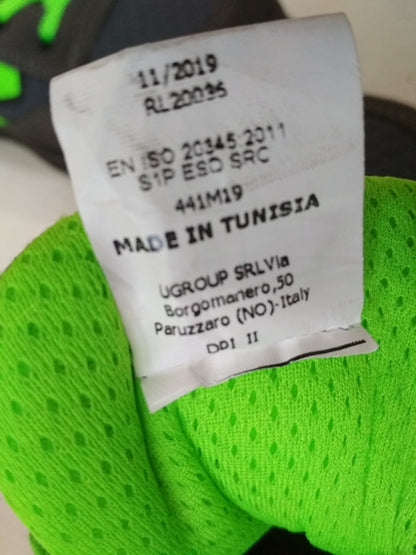 11/2019
RL20036
EN ISO 20345:2011
S1P ESD SRC
441M19
MADE IN TUNISIA
UGROUP SRLVia
Borgomanero,50
Paruzzaro (NO)-Italy
DPI II